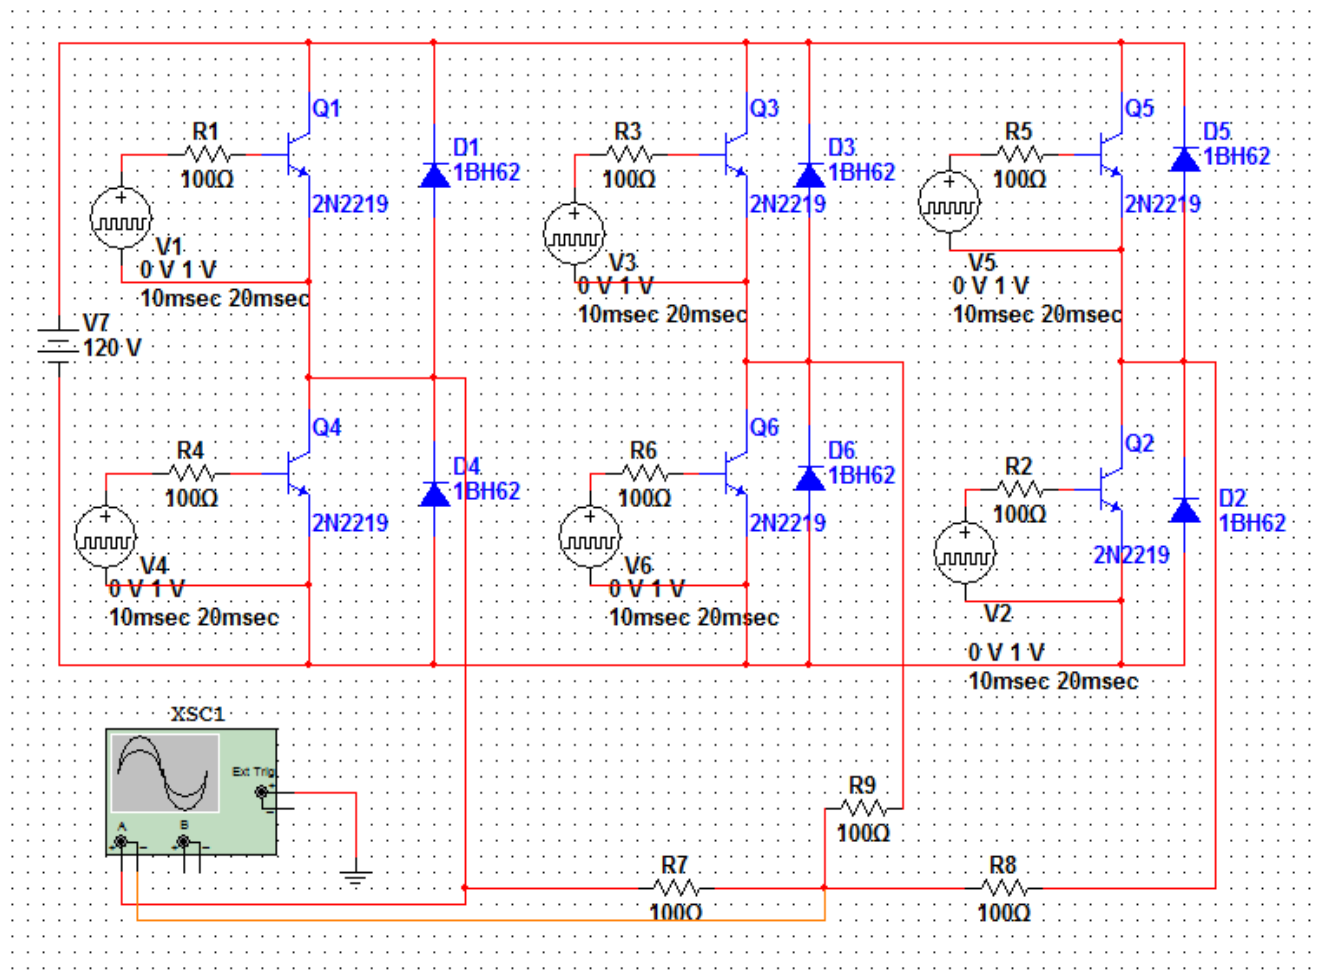 Q1
R1
100Ω
D1
1BH62
2N2219
V1
0 V 1 V
10msec 20msec
Q3
R3
100Ω
D3
1BH62
2N2219
V3
0 V 1 V
10msec 20msec
Q5
R5
100Ω
D5
1BH62
2N2219
V5
0 V 1 V
10msec 20msec
V7
120 V
Q4
R4
100Ω
D4
1BH62
2N2219
V4
0 V 1 V
10msec 20msec
Q6
R6
100Ω
D6
1BH62
2N2219
V6
0 V 1 V
10msec 20msec
Q2
R2
100Ω
D2
1BH62
2N2219
V2
0 V 1 V
10msec 20msec
XSC1
Ext Trig
+
_
A
B
+
_
+
_
R9
100Ω
R7
100Ω
R8
100Ω